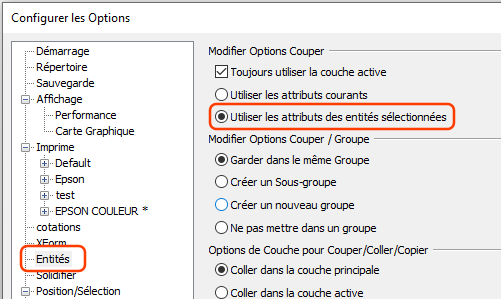 Configurer les Options
Démarrage
Répertoire
Sauvegarde
Affichage
Performance
Carte Graphique
Imprime
Default
Epson
test
EPSON COULEUR *
cotations
XForm
Entités
Solidifier
Position/Sélection
Modifier Options Couper
Toujours utiliser la couche active
Utiliser les attributs courants
Utiliser les attributs des entités sélectionnées
Modifier Options Couper / Groupe
Garder dans le même Groupe
Créer un Sous-groupe
Créer un nouveau groupe
Ne pas mettre dans un groupe
Options de Couche pour Couper/Coller/Copier
Coller dans la couche principale
Coller dans la couche active